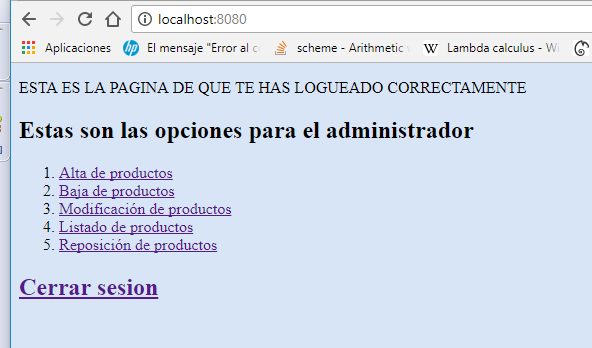 localhost:8080
Aplicaciones El mensaje "Error al c scheme - Arithmetic Lambda calculus - Wi
ESTA ES LA PAGINA DE QUE TE HAS LOGUEADO CORRECTAMENTE
Estas son las opciones para el administrador
1. Alta de productos
2. Baja de productos
3. Modificación de productos
4. Listado de productos
5. Reposición de productos
Cerrar sesion